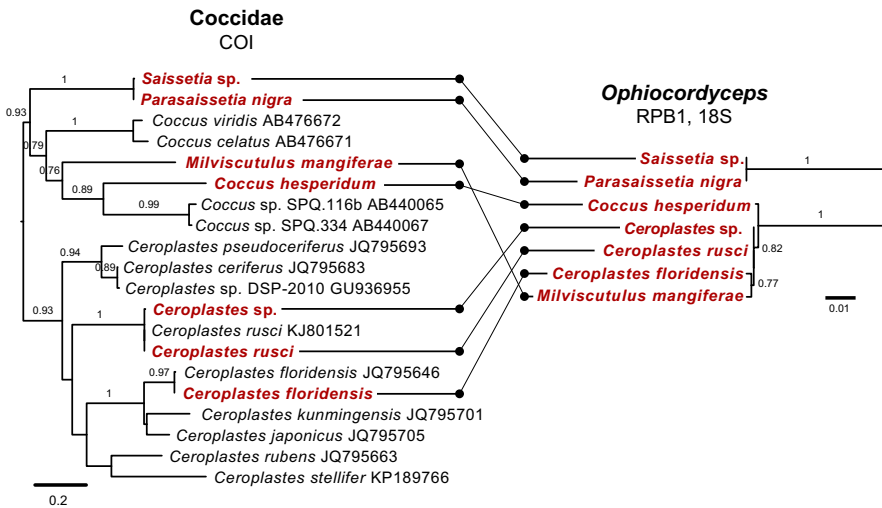 Coccidae
COI
1
Saissetia sp.
0.93
Parasaissetia nigra
1
Coccus viridis AB476672
0.79
Coccus celatus AB476671
0.76
Milviscutulus mangiferae
0.89
Coccus hesperidum
0.99
Coccus sp. SPQ.116b AB440065
Coccus sp. SPQ.334 AB440067
0.94
Ceroplastes pseudoceriferus JQ795693
0.89
Ceroplastes ceriferus JQ795683
Ceroplastes sp. DSP-2010 GU936955
0.93
1
Ceroplastes sp.
Ceroplastes rusci KJ801521
Ceroplastes rusci
0.97
Ceroplastes floridensis JQ795646
1
Ceroplastes floridensis
Ceroplastes kunmingensis JQ795701
Ceroplastes japonicus JQ795705
Ceroplastes rubens JQ795663
Ceroplastes stellifer KP189766
0.2
Ophiocordyceps
RPB1, 18S
Saissetia sp.
1
Parasaissetia nigra
Coccus hesperidum
1
Ceroplastes sp.
0.82
Ceroplastes rusci
Ceroplastes floridensis
0.77
Milviscutulus mangiferae
0.01